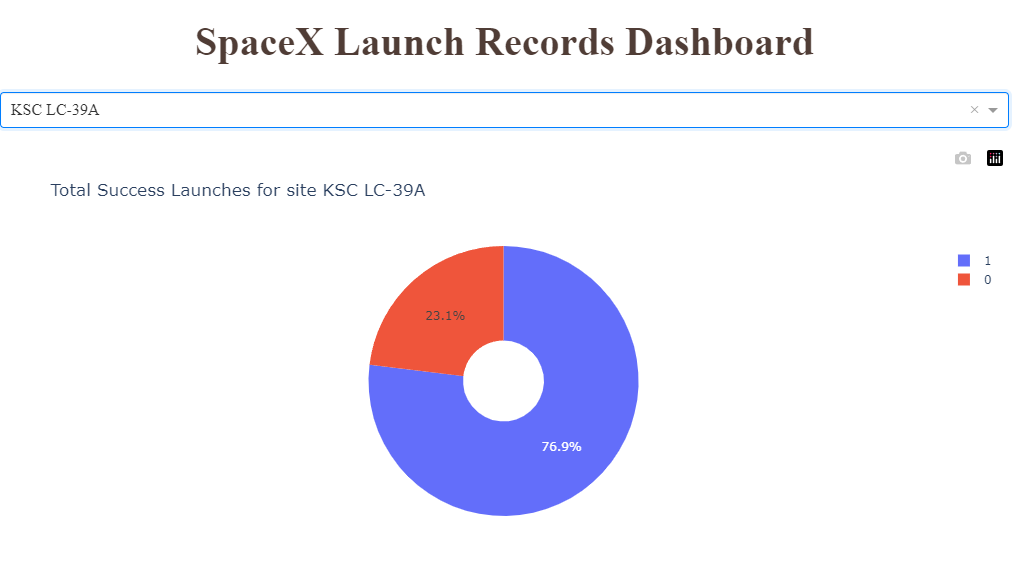 SpaceX Launch Records Dashboard
KSC LC-39A
Total Success Launches for site KSC LC-39A
1
0
23.1%
76.9%